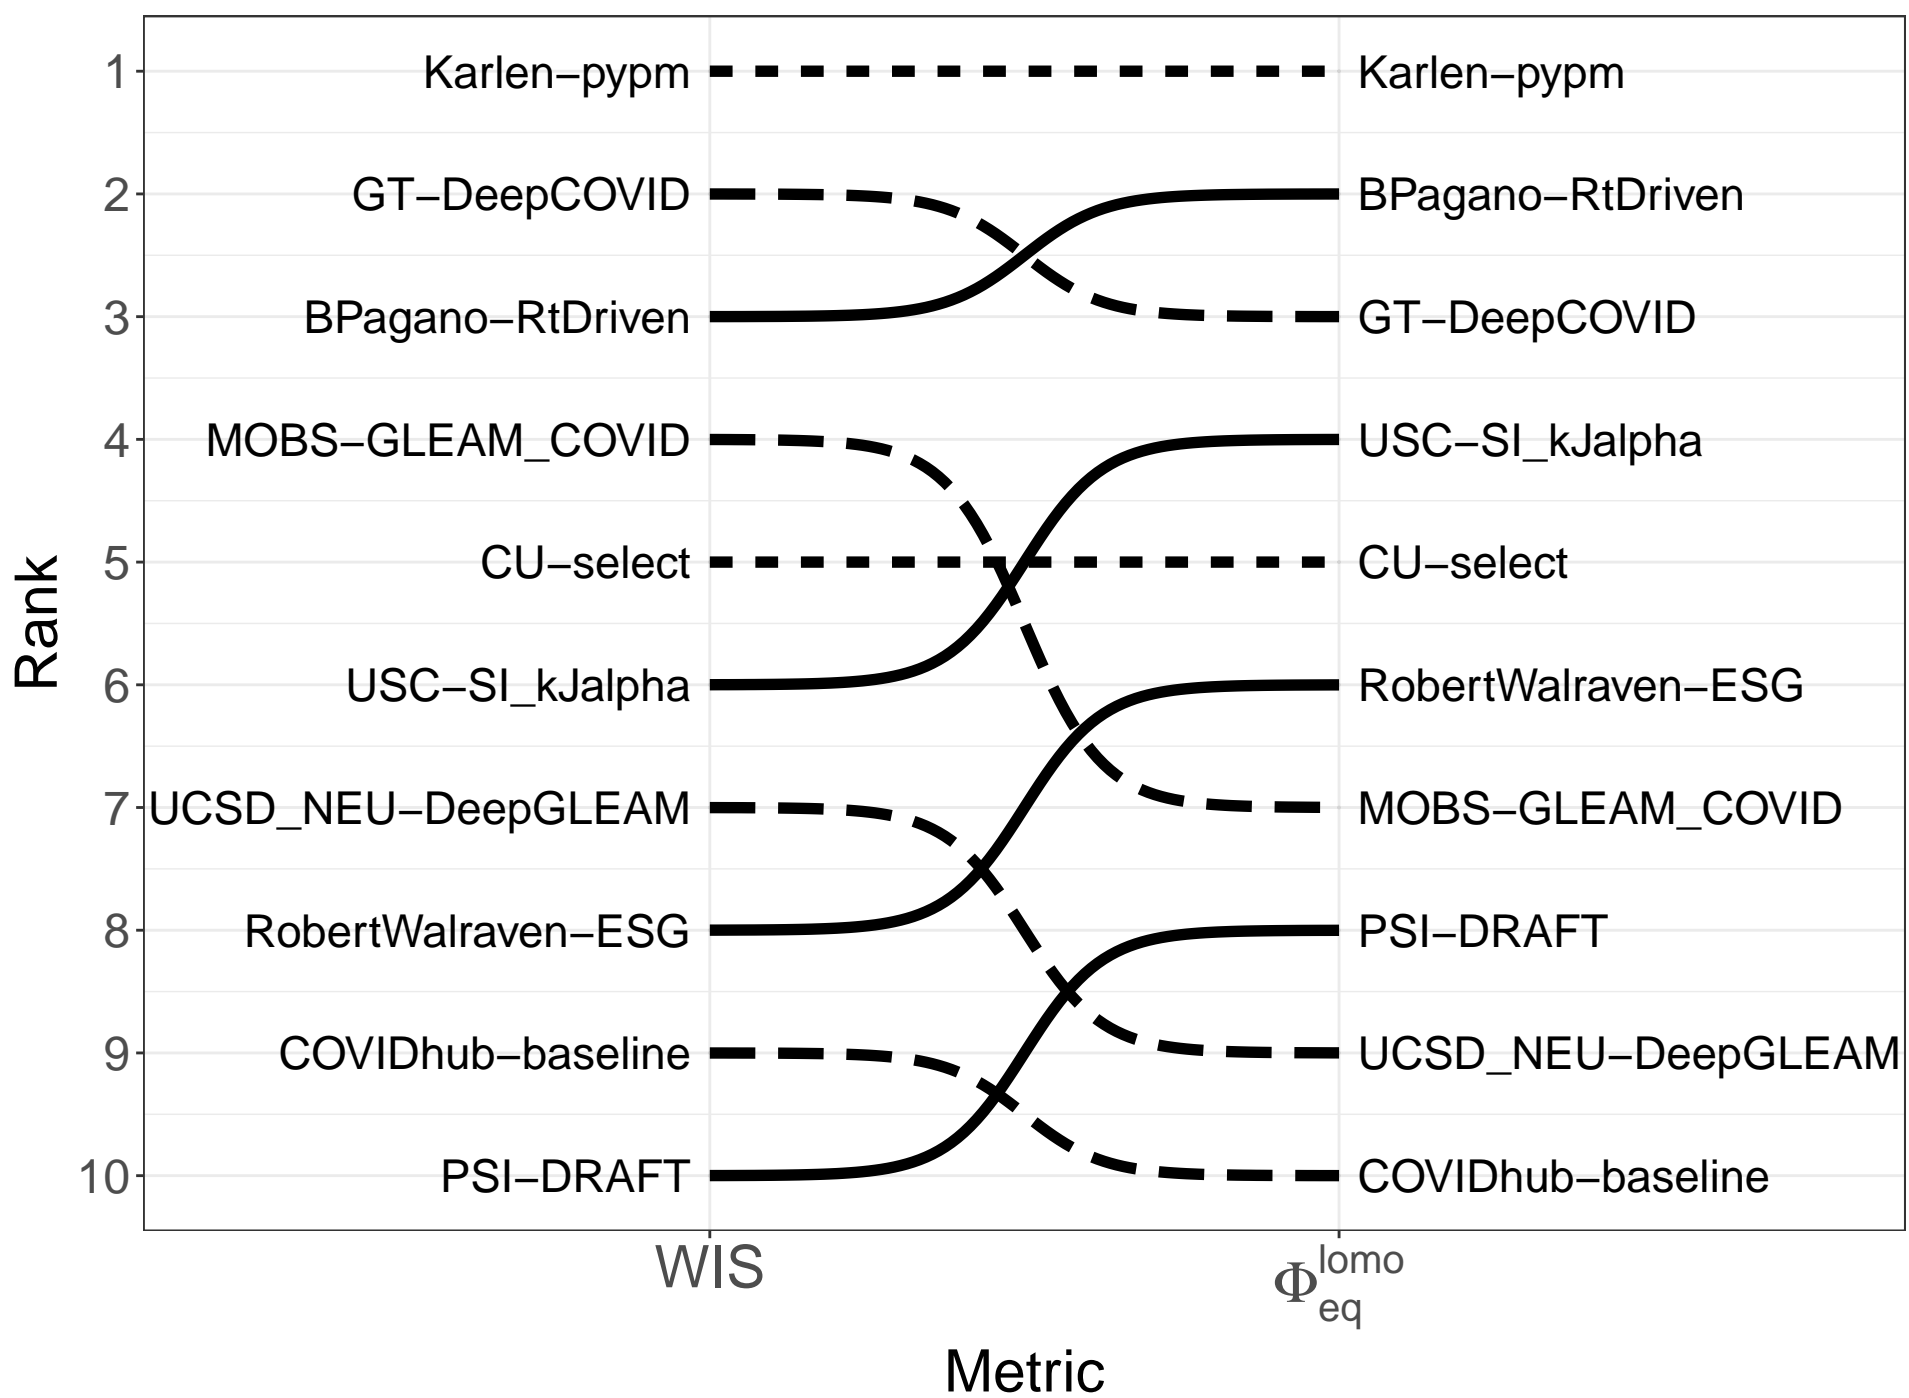 1 Karlen−pypm Karlen−pypm
2 GT−DeepCOVID BPagano−RtDriven
3 BPagano−RtDriven GT−DeepCOVID
4 MOBS−GLEAM_COVID USC−SI_kJalpha
5 CU−select CU−select
Rank
6 USC−SI_kJalpha RobertWalraven−ESG
7 UCSD_NEU−DeepGLEAM MOBS−GLEAM_COVID
8 RobertWalraven−ESG PSI−DRAFT
9 COVIDhub−baseline UCSD_NEU−DeepGLEAM
10 PSI−DRAFT COVIDhub−baseline
WIS Φ lomo eq
Metric